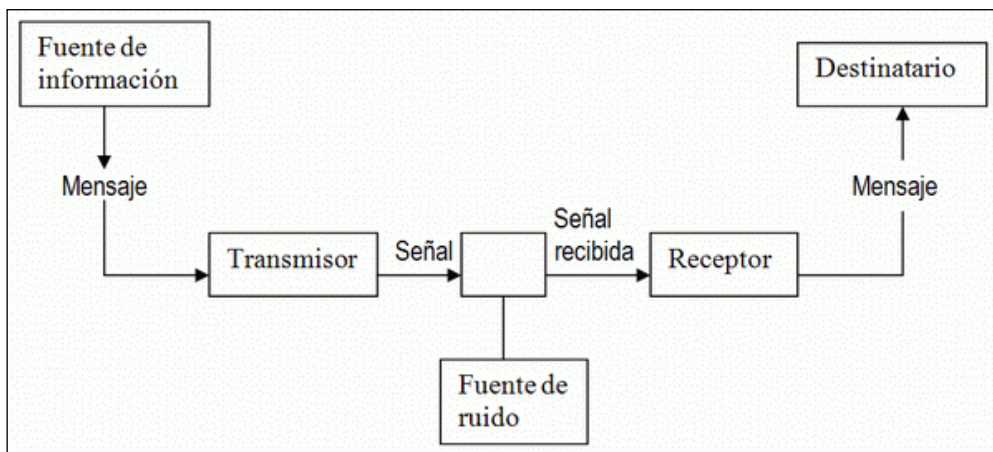 Fuente de
información
Destinatario
Mensaje
Mensaje
Señal
recibida
Transmisor
Señal
Receptor
Fuente de
ruido